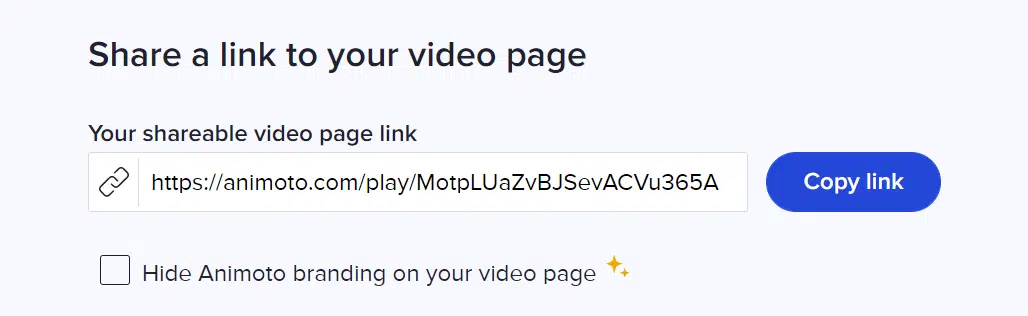 Share a link to your video page
Your shareable video page link
https://animoto.com/play/MotpLUaZvBJSevACVu365A
Copy link
Hide Animoto branding on your video page